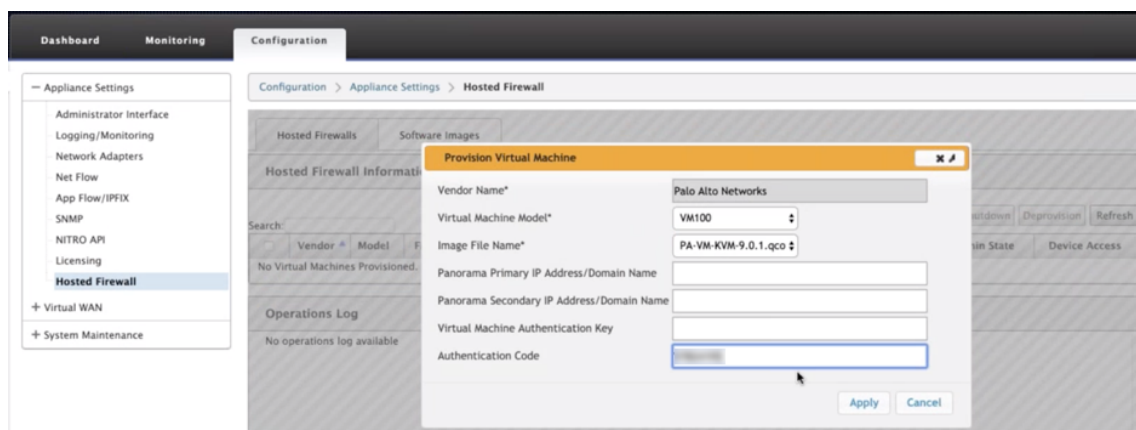 Dashboard Monitoring Configuration
— Appliance Settings
Administrator Interface
Logging/Monitoring
Network Adapters
Net Flow
App Flow/IPFIX
SNMP
NITRO API
Licensing
Hosted Firewall
+ Virtual WAN
+ System Maintenance
Configuration > Appliance Settings > Hosted Firewall
Hosted Firewalls Software Images
Hosted Firewall
Search:
Shutdown Deprovision Refresh
Vendor Model
State Device Access
No Virtual Machines Provisioned.
Operations Log
No operations log available
Provision Virtual Machine
Vendor Name* Palo Alto Networks
Virtual Machine Model* VM100
Image File Name* PA-VM-KVM-9.0.1.qco
Panorama Primary IP Address/Domain Name
Panorama Secondary IP Address/Domain Name
Virtual Machine Authentication Key
Authentication Code
Apply Cancel